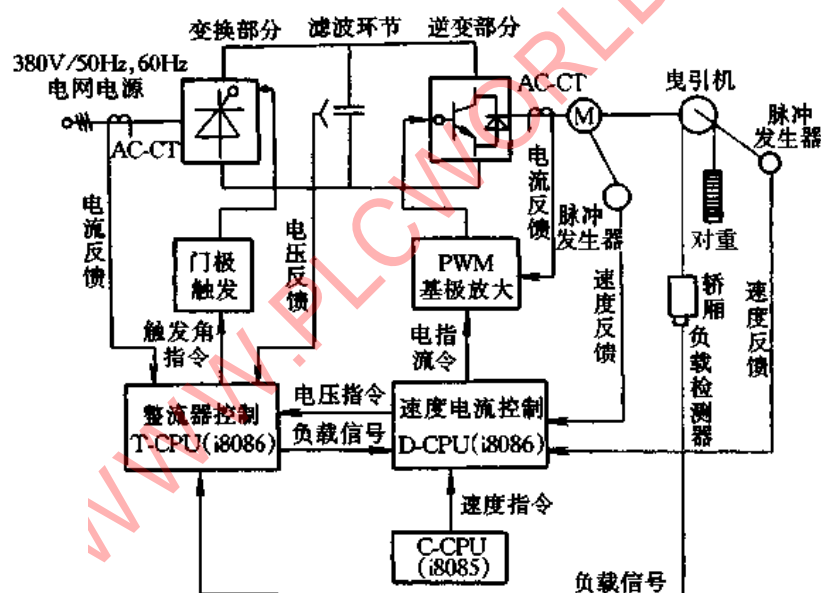 变换部分
滤波环节
逆变部分
380V/50Hz,60Hz
电网电源
AC-CT
AC-CT
M
曳引机
脉冲
发生器
电流反馈
门极
触发
电压反馈
PWM
基极放大
电流反馈
脉冲
发生器
速度反馈
对重
轿厢
负载检测器
速度反馈
触发角
指令
电指
流令
整流器控制
T-CPU(i8086)
电压指令
负载信号
速度电流控制
D-CPU(i8086)
速度指令
C-CPU
(i8085)
负载信号
WWW.PLCWORLD